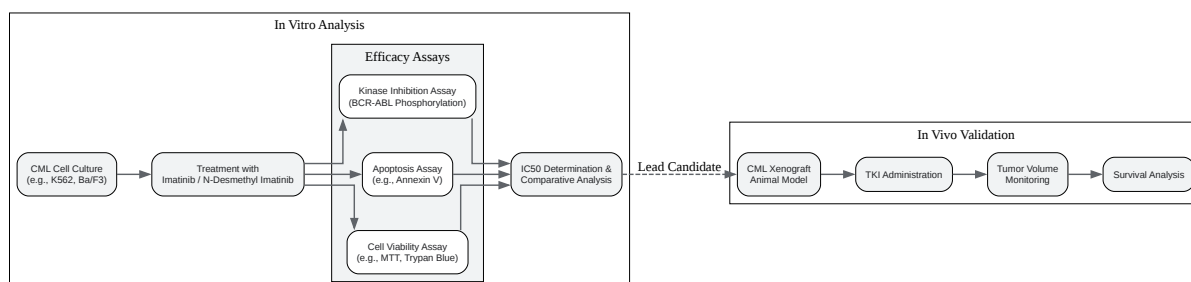 In Vitro Analysis
Efficacy Assays
Kinase Inhibition Assay
(BCR-ABL Phosphorylation)
CML Cell Culture
(e.g., K562, Ba/F3)
Treatment with
Imatinib / N-Desmethyl Imatinib
Apoptosis Assay
(e.g., Annexin V)
Cell Viability Assay
(e.g., MTT, Trypan Blue)
IC50 Determination &
Comparative Analysis
Lead Candidate
In Vivo Validation
CML Xenograft
Animal Model
TKI Administration
Tumor Volume
Monitoring
Survival Analysis